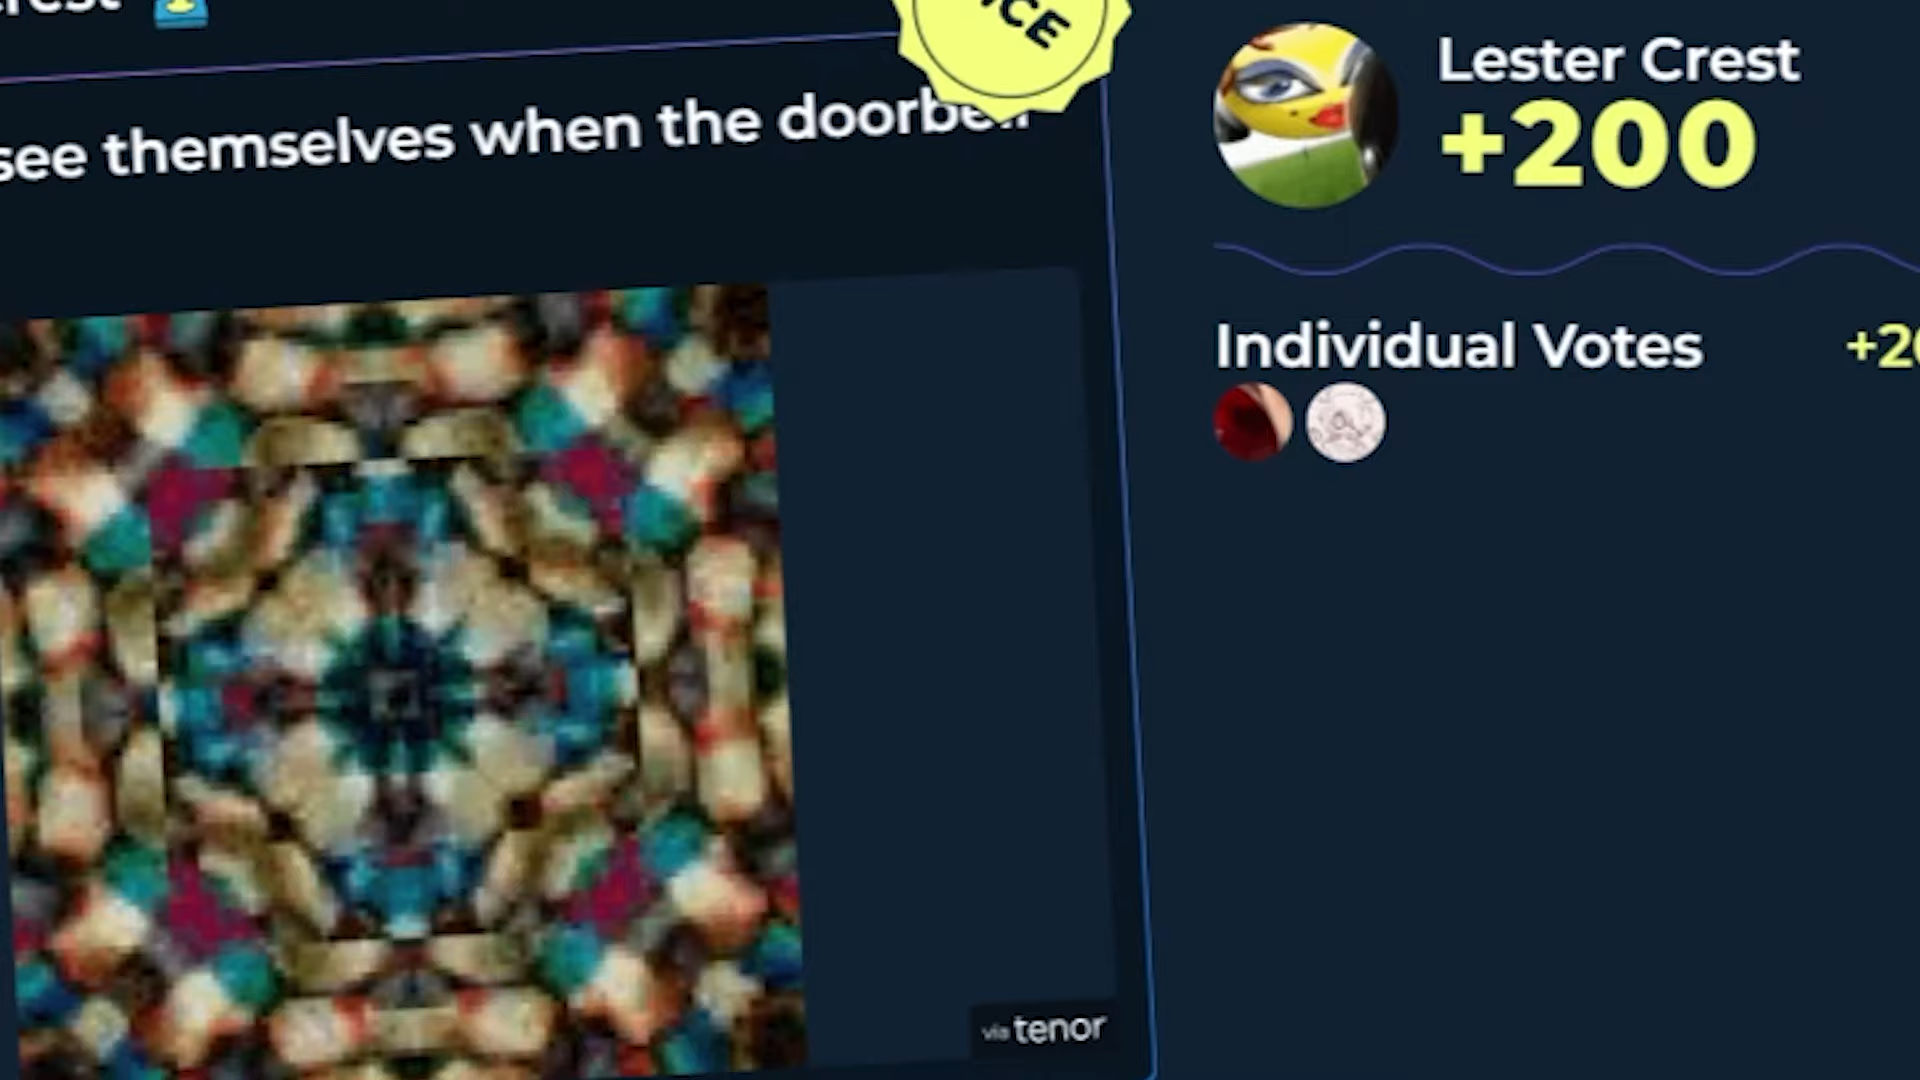 see themselves when the
via tenor
Lester Crest
+200
Individual Votes